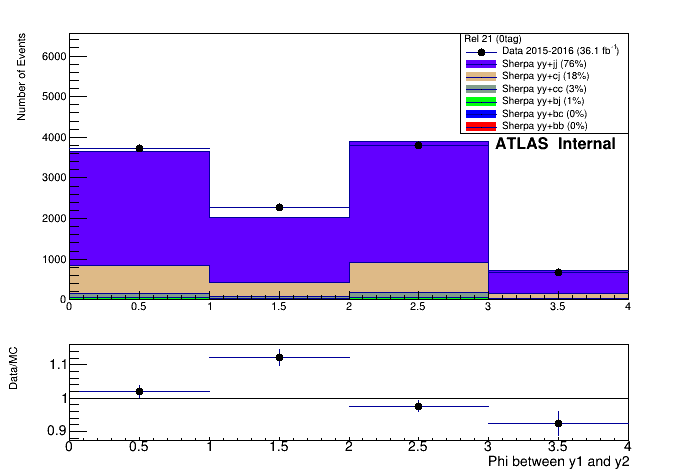 Number of Events
6000
5000
4000
3000
2000
1000
0
Rel 21 (0tag)
Data 2015-2016 (36.1 fb⁻¹)
Sherpa yy+jj (76%)
Sherpa yy+cj (18%)
Sherpa yy+cc (3%)
Sherpa yy+bj (1%)
Sherpa yy+bc (0%)
Sherpa yy+bb (0%)
ATLAS Internal
0 0.5 1 1.5 2 2.5 3 3.5 4
Data/MC
1.1
1
0.9
0 0.5 1 1.5 2 2.5 3 3.5 4
Phi between y1 and y2